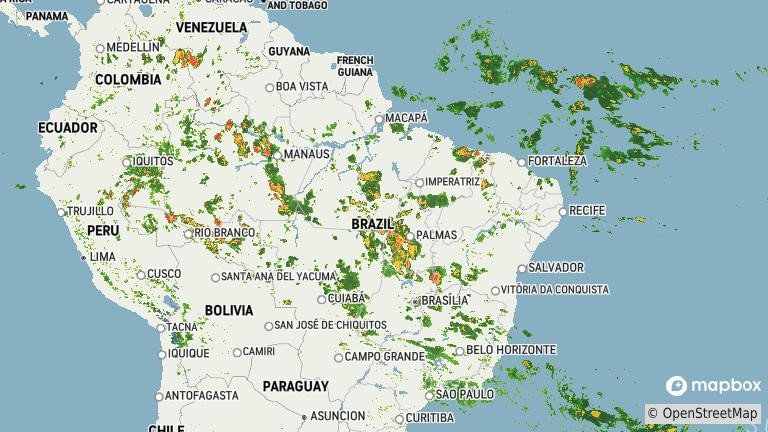 CARTAGENA
AND TOBAGO
PANAMA
VENEZUELA
MEDELLÍN
GUYANA
FRENCH
GUIANA
COLOMBIA
BOA VISTA
MACAPÁ
ECUADOR
IQUITOS
MANAUS
FORTALEZA
IMPERATRIZ
TRUJILLO
RECIFE
PERU
RIO BRANCO
BRAZIL
PALMAS
LIMA
CUSCO
SANTA ANA DEL YACUMA
SALVADOR
CUIABÁ
BRASÍLIA
VITÓRIA DA CONQUISTA
BOLIVIA
TACNA
SAN JOSÉ DE CHIQUITOS
IQUIQUE
CAMIRI
CAMPO GRANDE
BELO HORIZONTE
PARAGUAY
ANTOFAGASTA
SÃO PAULO
ASUNCION
CURITIBA
CHILE
mapbox
© OpenStreetMap